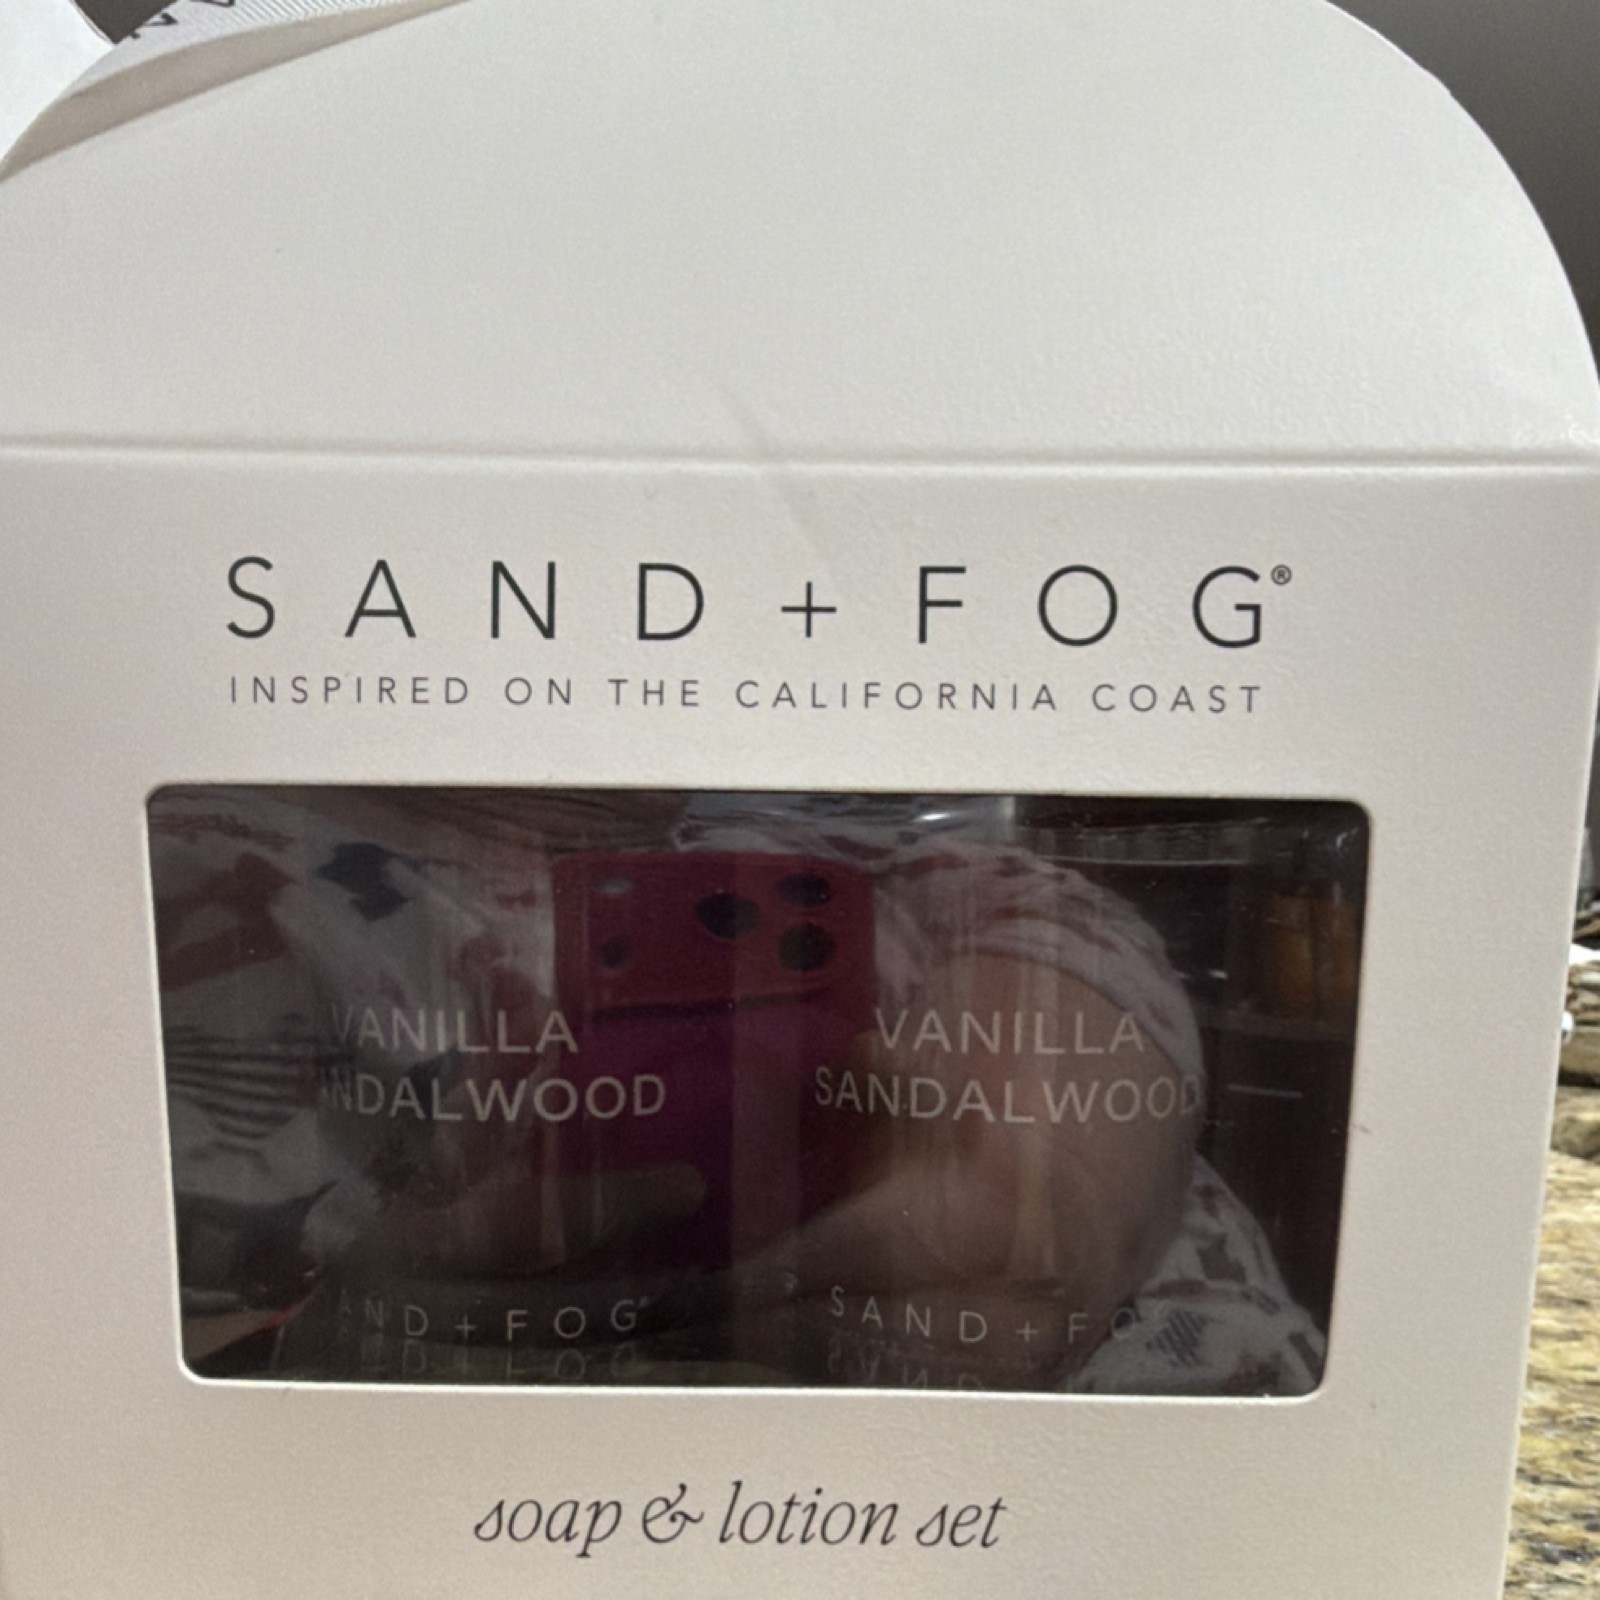 SAND + FOG®
INSPIRED ON THE CALIFORNIA COAST
VANILLA
VANILLA
SANDALWOOD
SAND + FOG
soap & lotion set